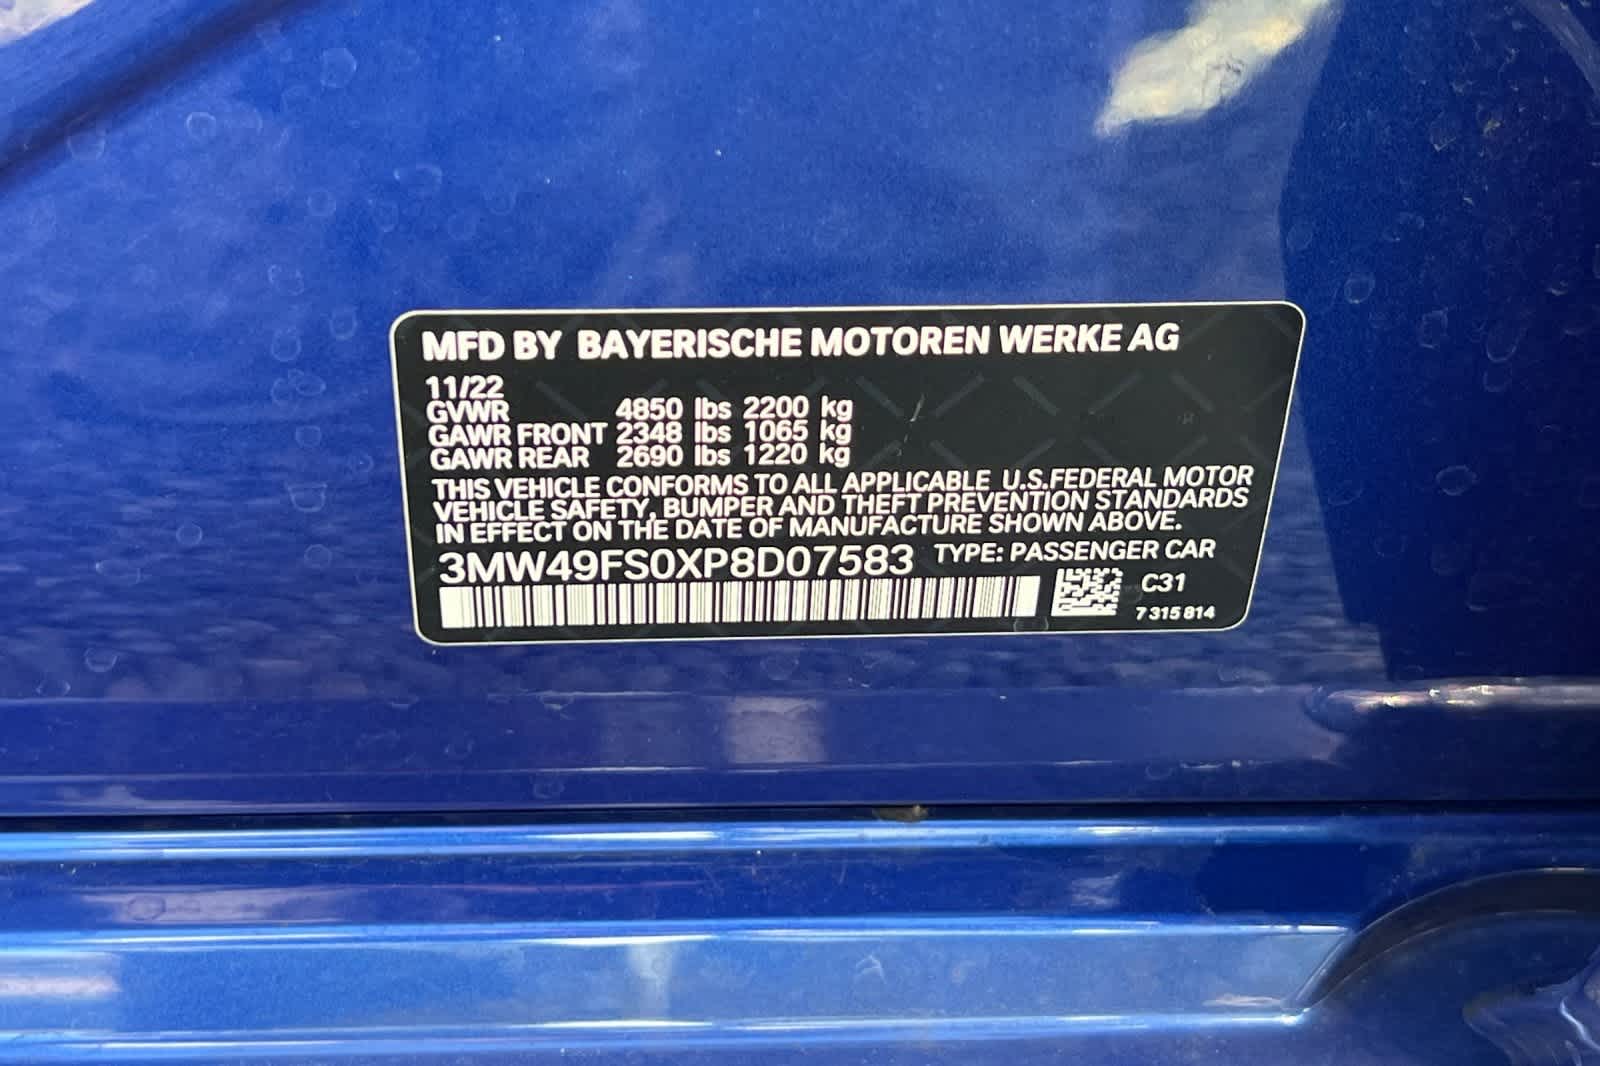 MFD BY BAYERISCHE MOTOREN WERKE AG
11/22
GVWR 4850 lbs 2200 kg
GAWR FRONT 2348 lbs 1065 kg
GAWR REAR 2690 lbs 1220 kg
THIS VEHICLE CONFORMS TO ALL APPLICABLE U.S.FEDERAL MOTOR
VEHICLE SAFETY, BUMPER AND THEFT PREVENTION STANDARDS
IN EFFECT ON THE DATE OF MANUFACTURE SHOWN ABOVE.
3MW49FS0XP8D07583 TYPE: PASSENGER CAR
C31
7 315 814